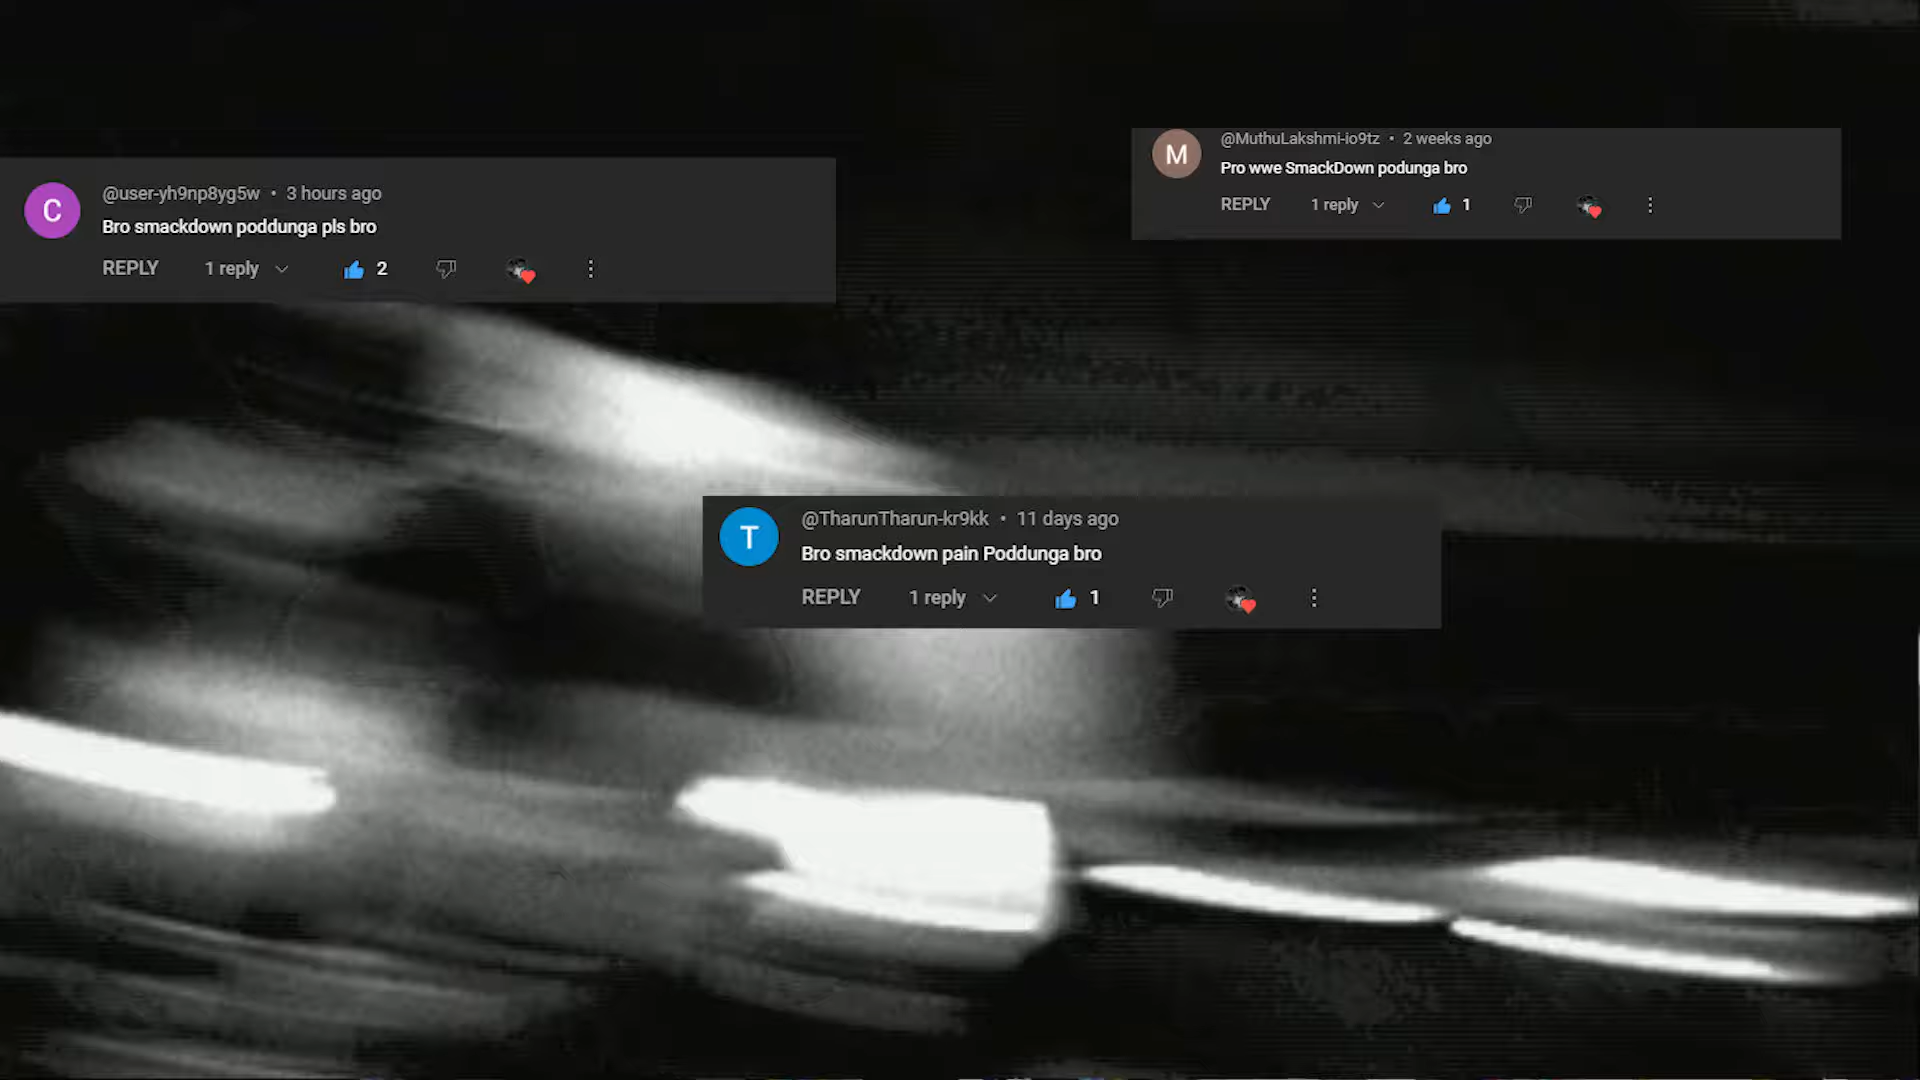 @user-yh9np8yg5w • 3 hours ago
Bro smackdown poddunga pls bro
REPLY 1 reply 2
@MuthuLakshmi-io9tz • 2 weeks ago
Pro wwe SmackDown podunga bro
REPLY 1 reply 1
@TharunTharun-kr9kk • 11 days ago
Bro smackdown pain Poddunga bro
REPLY 1 reply 1
C
M
T